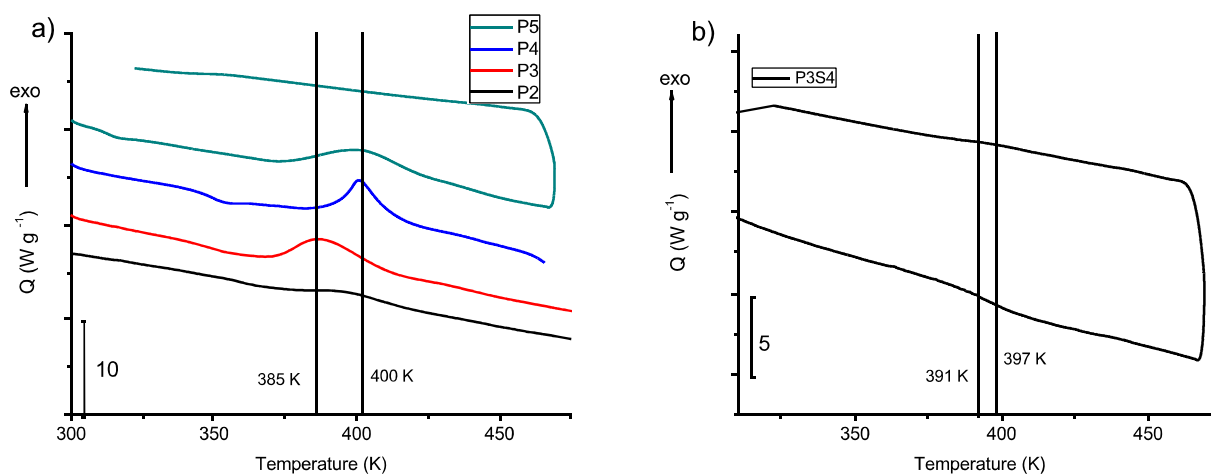 a)
P5
P4
P3
P2
exo
Q (W g⁻¹)
10
385 K
400 K
300
350
400
450
Temperature (K)
b)
P3S4
exo
Q (W g⁻¹)
5
391 K
397 K
350
400
450
Temperature (K)